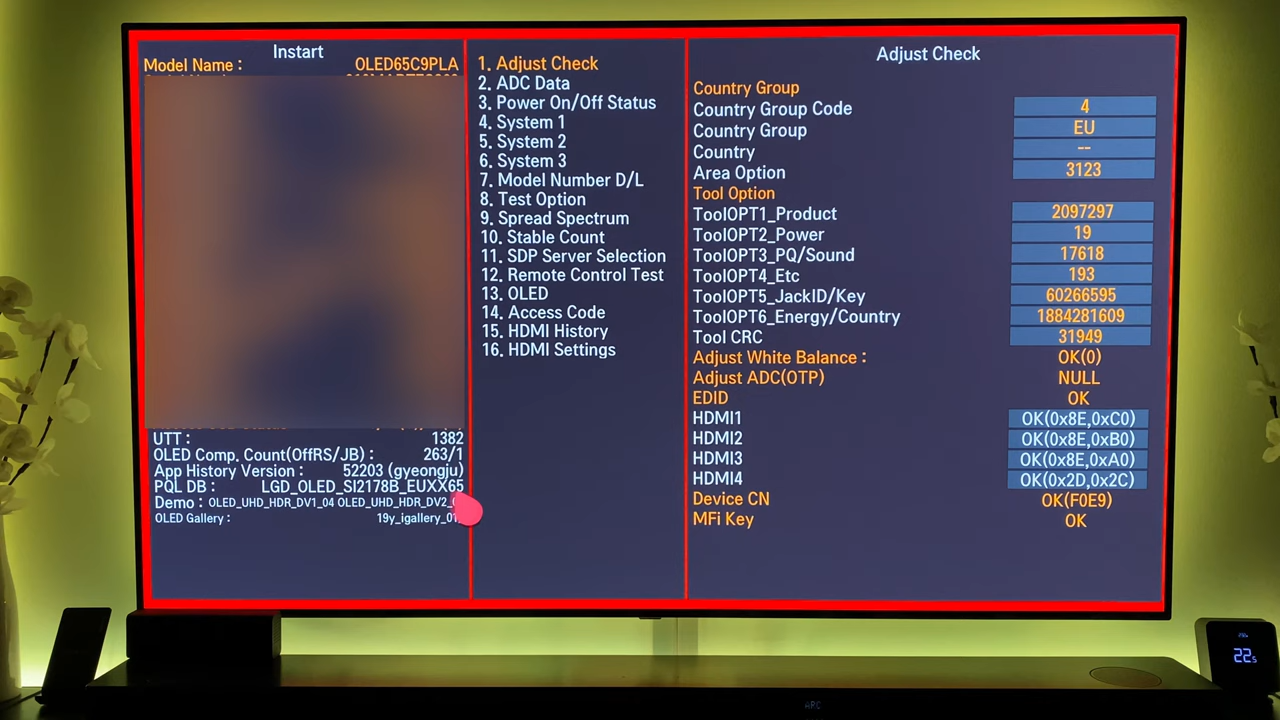 Instart
Model Name : OLED65C9PLA
UTT : 1382
OLED Comp. Count(OffRS/JB) : 263/1
App History Version : 52203 (gyeongju)
PQL DB : LGD_OLED_SI2178B_EUXX65
Demo : OLED_UHD_HDR_DV1_04 OLED_UHD_HDR_DV2_
OLED Gallery : 19y_igallery_01
1. Adjust Check
2. ADC Data
3. Power On/Off Status
4. System 1
5. System 2
6. System 3
7. Model Number D/L
8. Test Option
9. Spread Spectrum
10. Stable Count
11. SDP Server Selection
12. Remote Control Test
13. OLED
14. Access Code
15. HDMI History
16. HDMI Settings
Adjust Check
Country Group
Country Group Code 4
Country Group EU
Country --
Area Option 3123
Tool Option
ToolOPT1_Product 2097297
ToolOPT2_Power 19
ToolOPT3_PQ/Sound 17618
ToolOPT4_Etc 193
ToolOPT5_JackID/Key 60266595
ToolOPT6_Energy/Country 1884281609
Tool CRC 31949
Adjust White Balance : OK(0)
Adjust ADC(OTP) NULL
EDID OK
HDMI1 OK(0x8E,0xC0)
HDMI2 OK(0x8E,0xB0)
HDMI3 OK(0x8E,0xA0)
HDMI4 OK(0x2D,0x2C)
Device CN OK(F0E9)
MFi Key OK
225
ARC